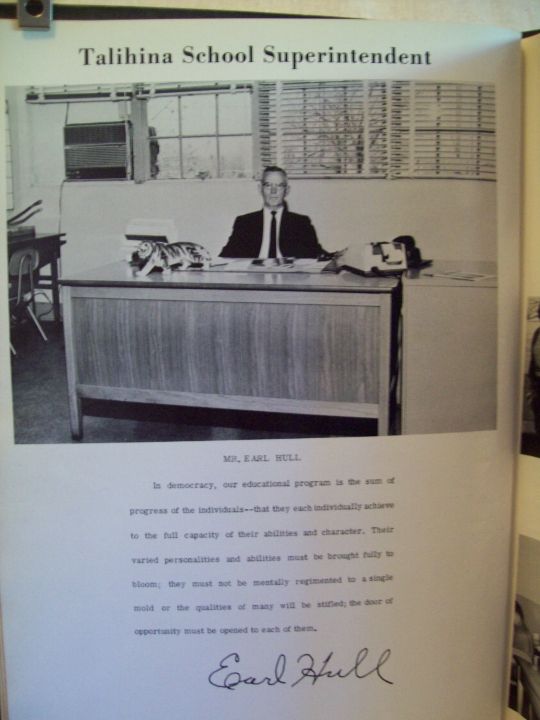 Talihina School Superintendent
MR. EARL HULL
In democracy, our educational program is the sum of
progress of the individuals--that they each individually achieve
to the full capacity of their abilities and character. Their
varied personalities and abilities must be brought fully to
bloom; they must not be mentally regimented to a single
mold or the qualities of many will be stifled; the door of
opportunity must be opened to each of them.
Earl Hull